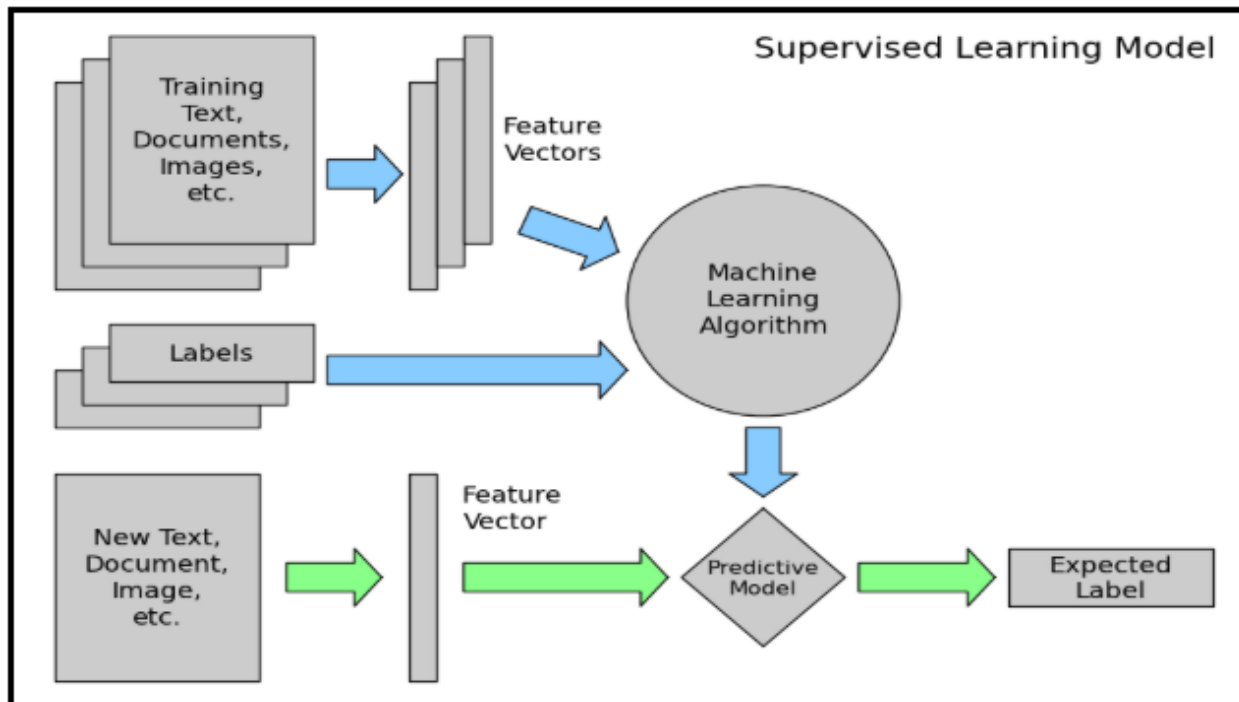 Supervised Learning Model
Training
Text,
Documents,
Images,
etc.
Feature
Vectors
Machine
Learning
Algorithm
Labels
New Text,
Document,
Image,
etc.
Feature
Vector
Predictive
Model
Expected
Label